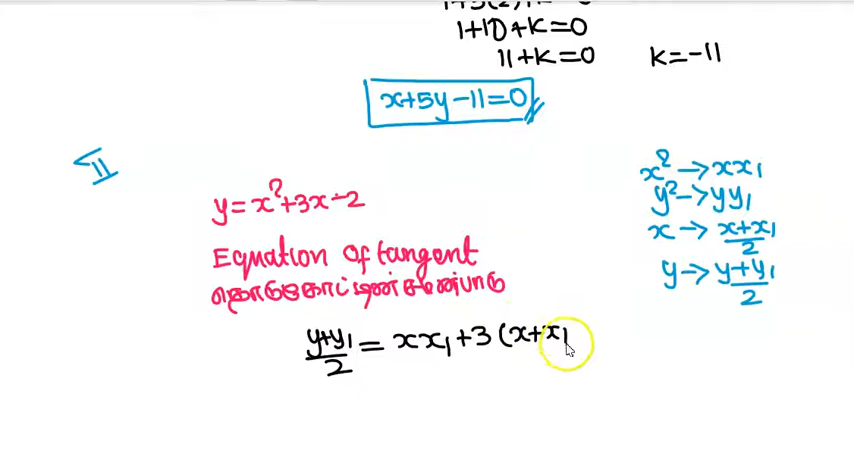 1+10+K=0
11+K=0 K=-11
x+5y-11=0
II
x² → xx₁
y=x²+3x-2
y² → yy₁
x → x+x₁/2
Equation of tangent
y → y+y₁/2
தொடுகோட்டின் சமன்பாடு
y+y₁/2 = xx₁+3(x+x₁